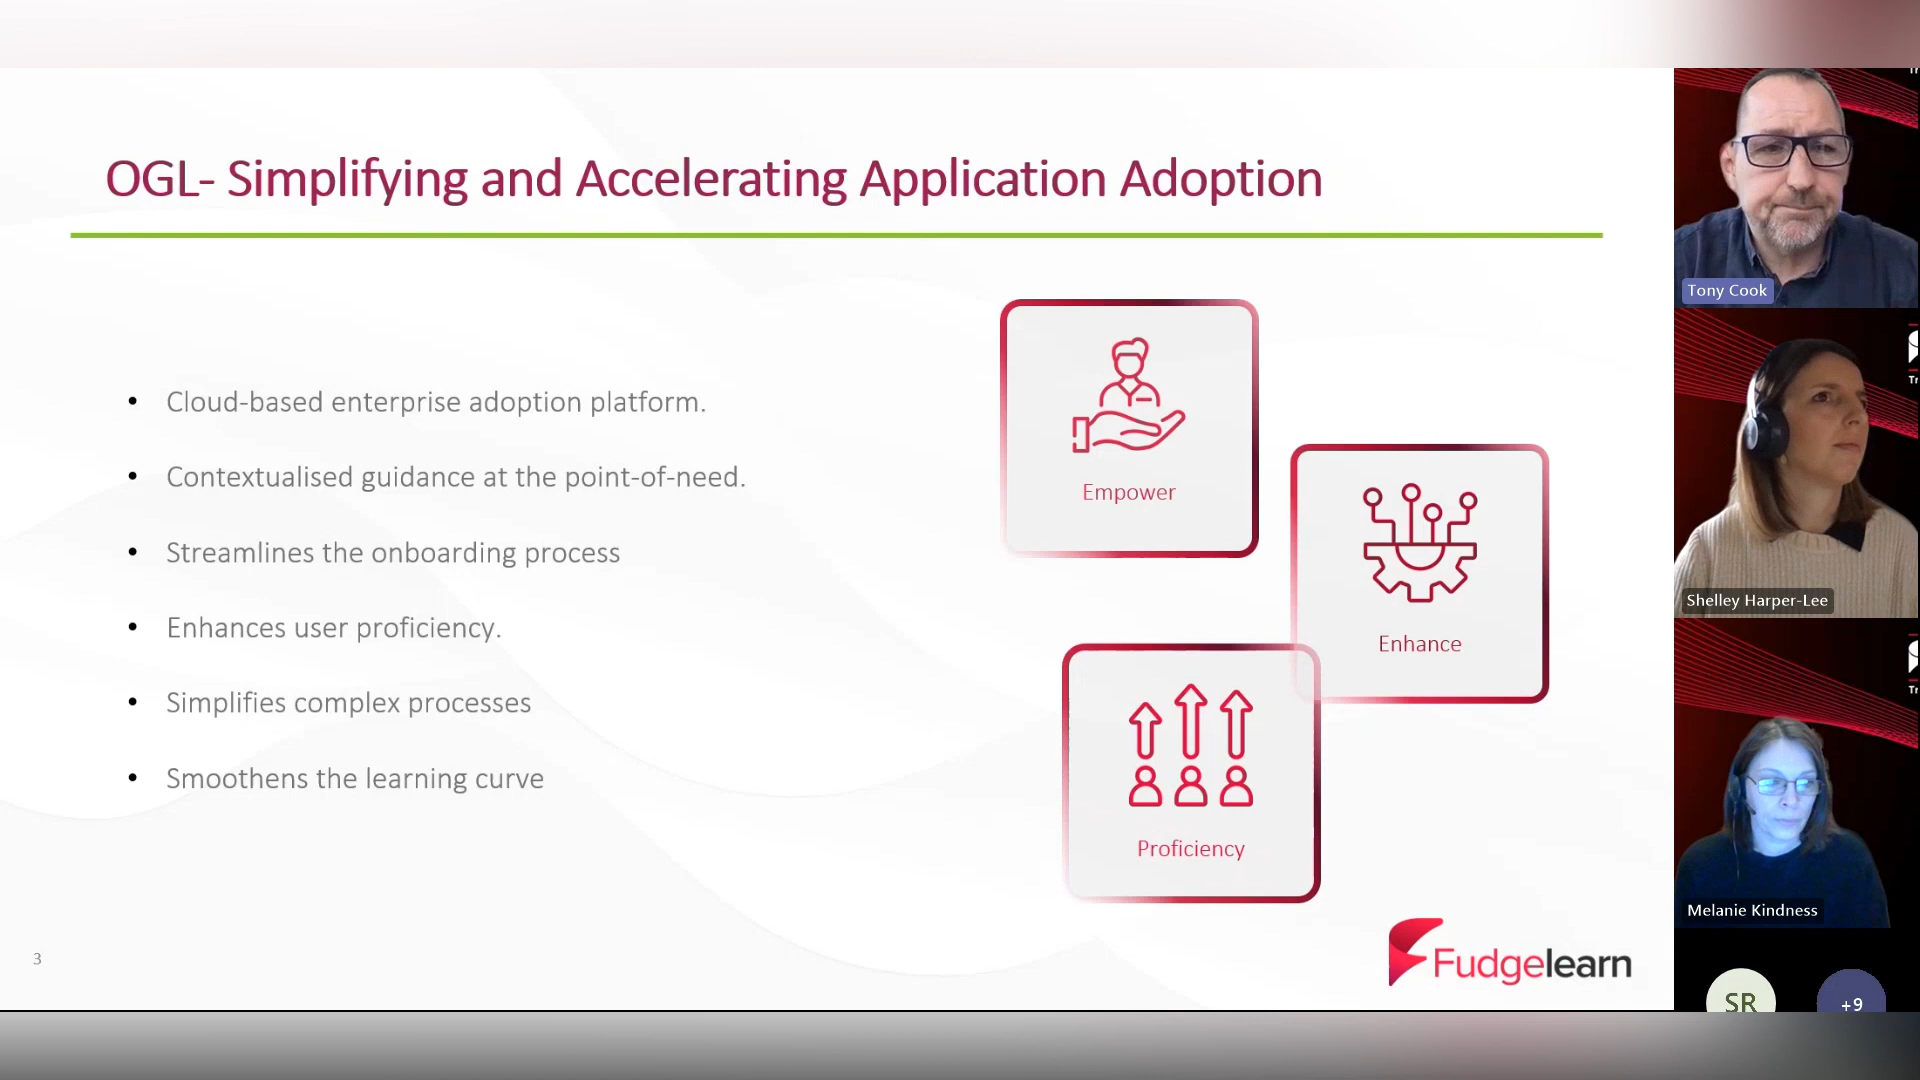 OGL- Simplifying and Accelerating Application Adoption
• Cloud-based enterprise adoption platform.
• Contextualised guidance at the point-of-need.
• Streamlines the onboarding process
• Enhances user proficiency.
• Simplifies complex processes
• Smoothens the learning curve
Empower
Enhance
Proficiency
3
Fudgelearn
Tony Cook
Tr
Shelley Harper-Lee
Tr
Melanie Kindness
SR
+9